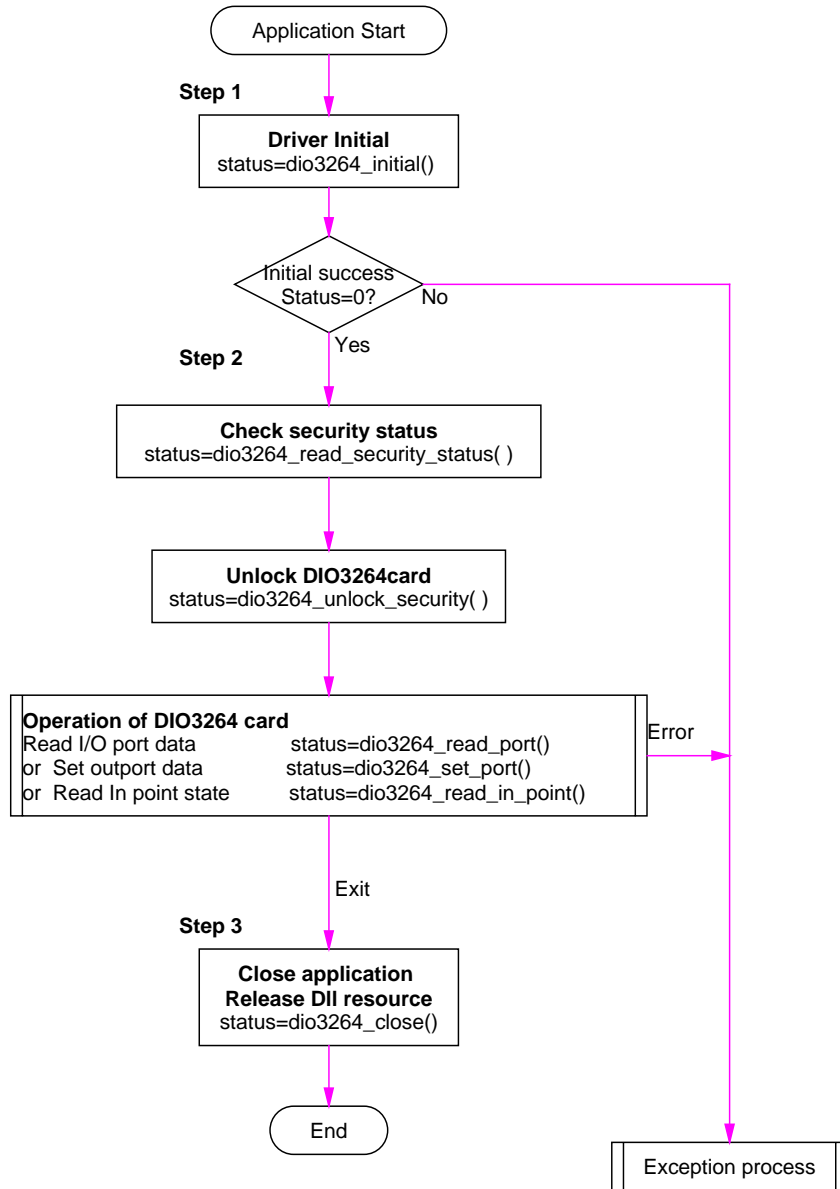 Application Start
Step 1
Driver Initial
status=dio3264_initial()
Initial success
Status=0?
No
Yes
Step 2
Check security status
status=dio3264_read_security_status( )
Unlock DIO3264card
status=dio3264_unlock_security( )
Operation of DIO3264 card
Read I/O port data status=dio3264_read_port()
or Set outport data status=dio3264_set_port()
or Read In point state status=dio3264_read_in_point()
Error
Exit
Step 3
Close application
Release Dll resource
status=dio3264_close()
End
Exception process